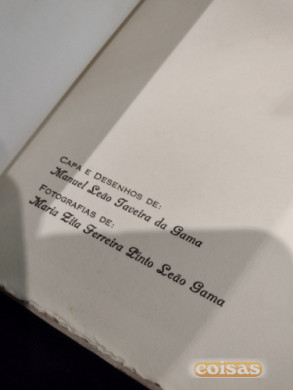 CAPA E DESENHOS DE:
Manuel Leão Taveira da Gama
FOTOGRAFIAS DE:
Maria Zita Ferreira Pinto Leão Gama
coisas